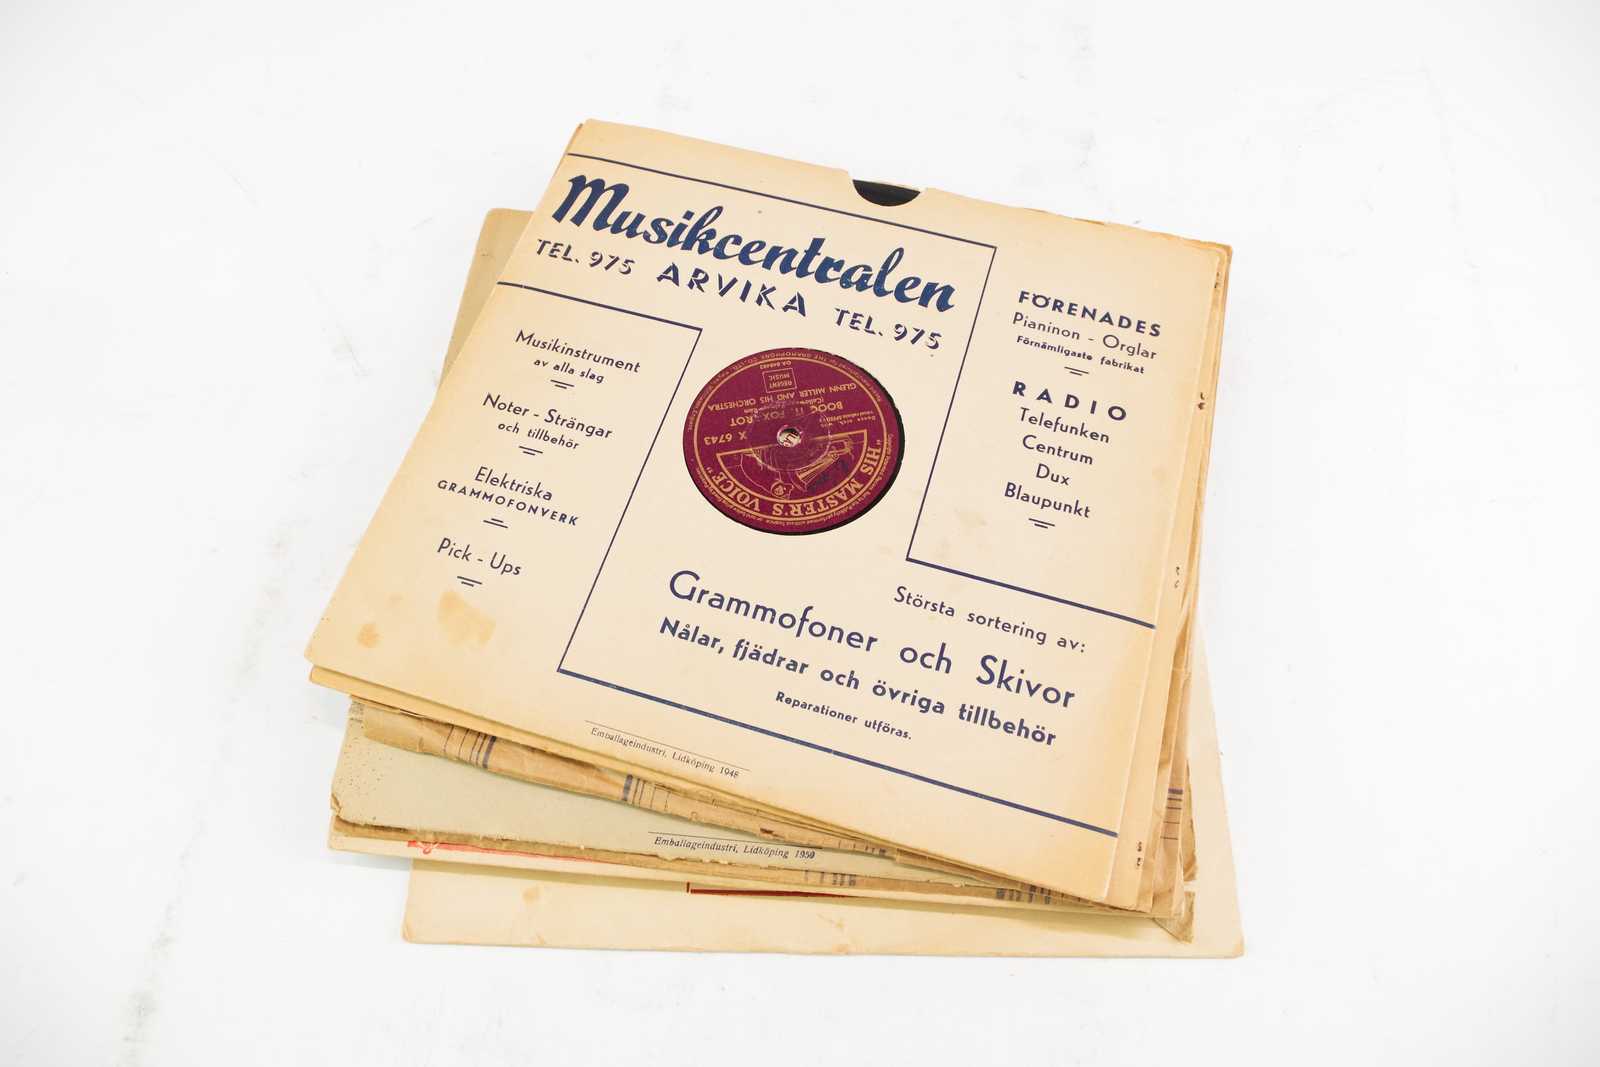 Musikcentralen
TEL. 975 ARVIKA TEL. 975
Musikinstrument
av alla slag
Noter - Strängar
och tillbehör
Elektriska
GRAMMOFONVERK
Pick - Ups
FÖRENADES
Pianinon - Orglar
Förnämligaste fabrikat
RADIO
Telefunken
Centrum
Dux
Blaupunkt
"HIS MASTER'S VOICE"
X 6743
FOX
GLENN MILLER AND HIS ORCHESTRA
MUSIC
Största sortering av:
Grammofoner och Skivor
Nålar, fjädrar och övriga tillbehör
Reparationer utföras.
Emballageindustri, Lidköping 1948
Emballageindustri, Lidköping 1950